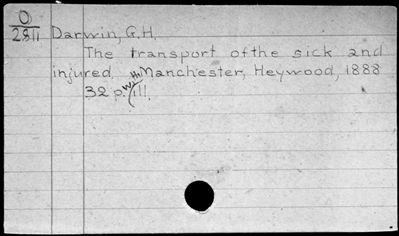 O
2811 Darwin, G.H.
The transport of the sick and
injured. Manchester, Heywood, 1888
32 p. ill.